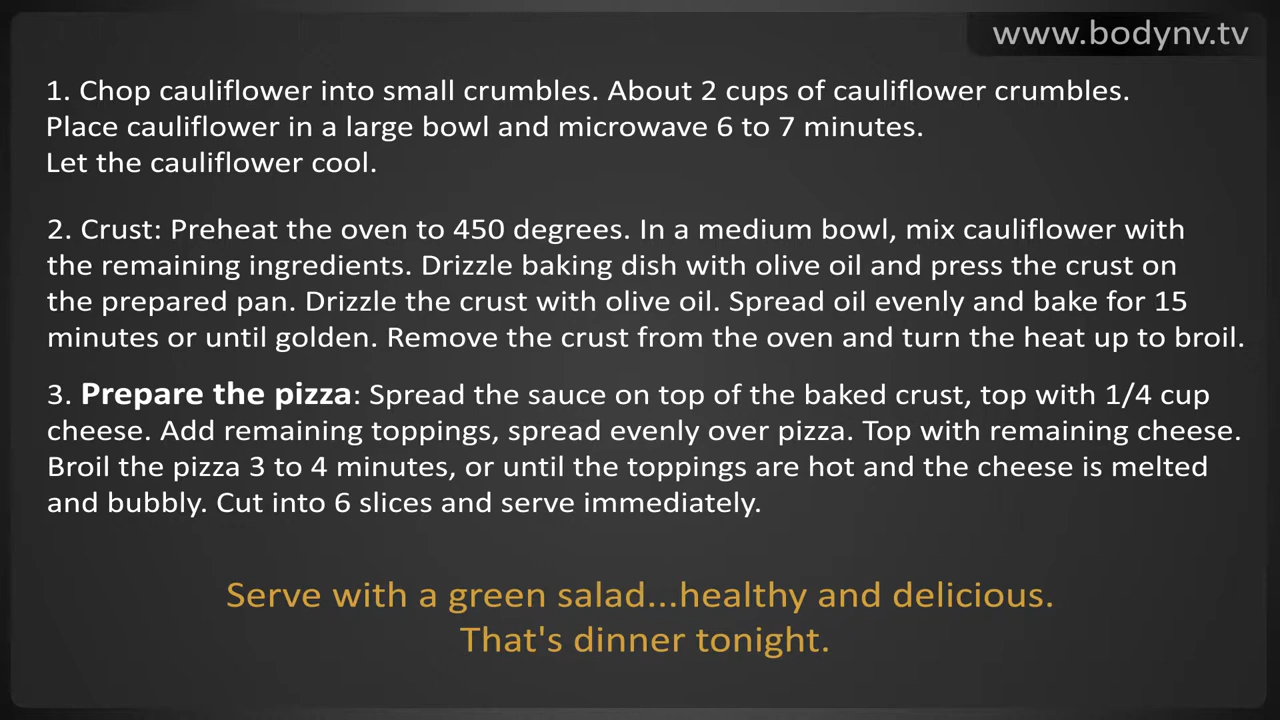 www.bodynv.tv
1. Chop cauliflower into small crumbles. About 2 cups of cauliflower crumbles.
Place cauliflower in a large bowl and microwave 6 to 7 minutes.
Let the cauliflower cool.
2. Crust: Preheat the oven to 450 degrees. In a medium bowl, mix cauliflower with
the remaining ingredients. Drizzle baking dish with olive oil and press the crust on
the prepared pan. Drizzle the crust with olive oil. Spread oil evenly and bake for 15
minutes or until golden. Remove the crust from the oven and turn the heat up to broil.
3. Prepare the pizza: Spread the sauce on top of the baked crust, top with 1/4 cup
cheese. Add remaining toppings, spread evenly over pizza. Top with remaining cheese.
Broil the pizza 3 to 4 minutes, or until the toppings are hot and the cheese is melted
and bubbly. Cut into 6 slices and serve immediately.
Serve with a green salad...healthy and delicious.
That's dinner tonight.